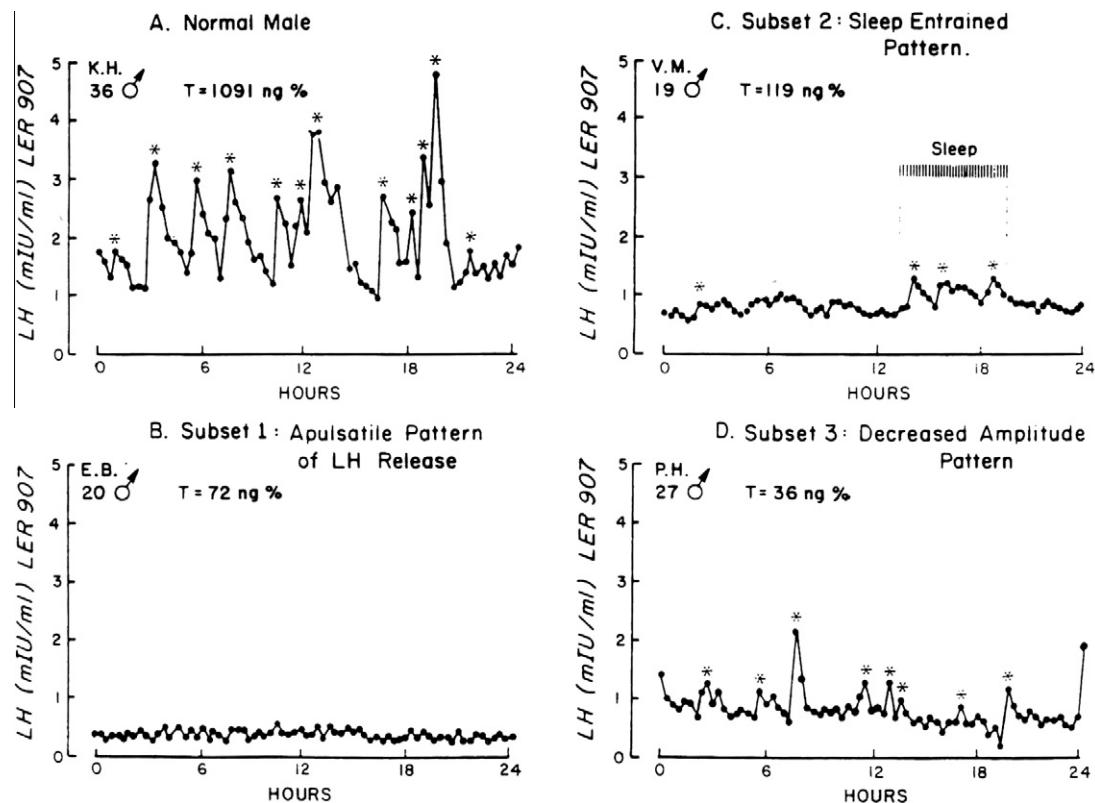 A. Normal Male
K.H.
36 ♂ T = 1091 ng %
LH (mIU/ml) LER 907
5
4
3
2
1
0
* * * * * * * * * * *
0 6 12 18 24
HOURS
C. Subset 2: Sleep Entrained
Pattern.
V.M.
19 ♂ T = 119 ng %
LH (mIU/ml) LER 907
5
4
3
2
1
0
Sleep
* * * *
0 6 12 18 24
HOURS
B. Subset 1: Apulsatile Pattern
of LH Release
E.B.
20 ♂ T = 72 ng %
LH (mIU/ml) LER 907
5
4
3
2
1
0
0 6 12 18 24
HOURS
D. Subset 3: Decreased Amplitude
Pattern
P.H.
27 ♂ T = 36 ng %
LH (mIU/ml) LER 907
5
4
3
2
1
0
* * * * * * * *
0 6 12 18 24
HOURS